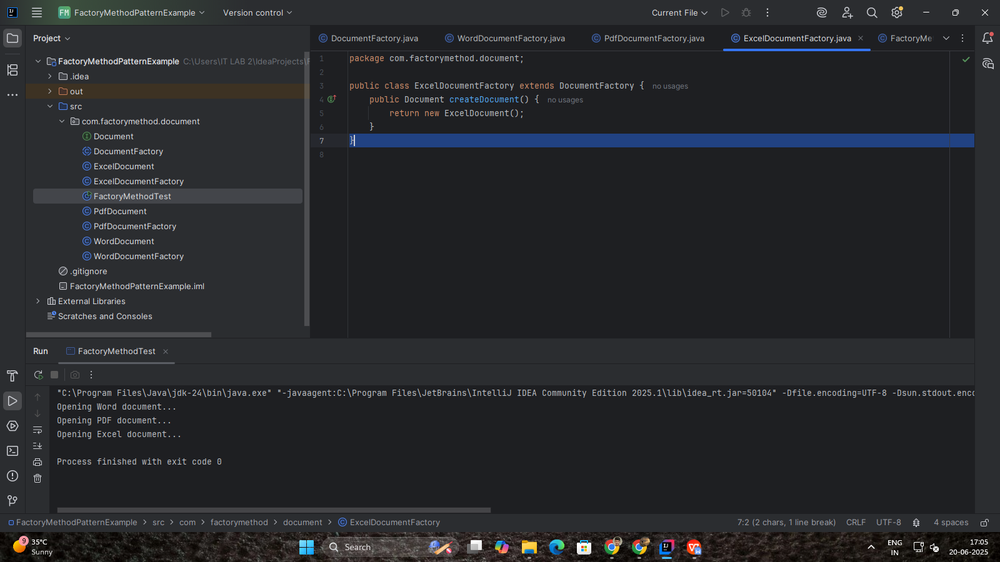 FM FactoryMethodPatternExample Version control Current File
Project
DocumentFactory.java WordDocumentFactory.java PdfDocumentFactory.java ExcelDocumentFactory.java FactoryMe
FactoryMethodPatternExample C:\Users\IT LAB 2\IdeaProjects\F
.idea
out
src
com.factorymethod.document
Document
DocumentFactory
ExcelDocument
ExcelDocumentFactory
FactoryMethodTest
PdfDocument
PdfDocumentFactory
WordDocument
WordDocumentFactory
.gitignore
FactoryMethodPatternExample.iml
External Libraries
Scratches and Consoles
1 package com.factorymethod.document;
2
3 public class ExcelDocumentFactory extends DocumentFactory { no usages
4 public Document createDocument() { no usages
5 return new ExcelDocument();
6 }
7 }
8
Run FactoryMethodTest
"C:\Program Files\Java\jdk-24\bin\java.exe" "-javaagent:C:\Program Files\JetBrains\IntelliJ IDEA Community Edition 2025.1\lib\idea_rt.jar=50104" -Dfile.encoding=UTF-8 -Dsun.stdout.enco
Opening Word document...
Opening PDF document...
Opening Excel document...
Process finished with exit code 0
FactoryMethodPatternExample > src > com > factorymethod > document > ExcelDocumentFactory 7:2 (2 chars, 1 line break) CRLF UTF-8 4 spaces
9 35°C
Sunny
Search
ENG
IN
17:05
20-06-2025